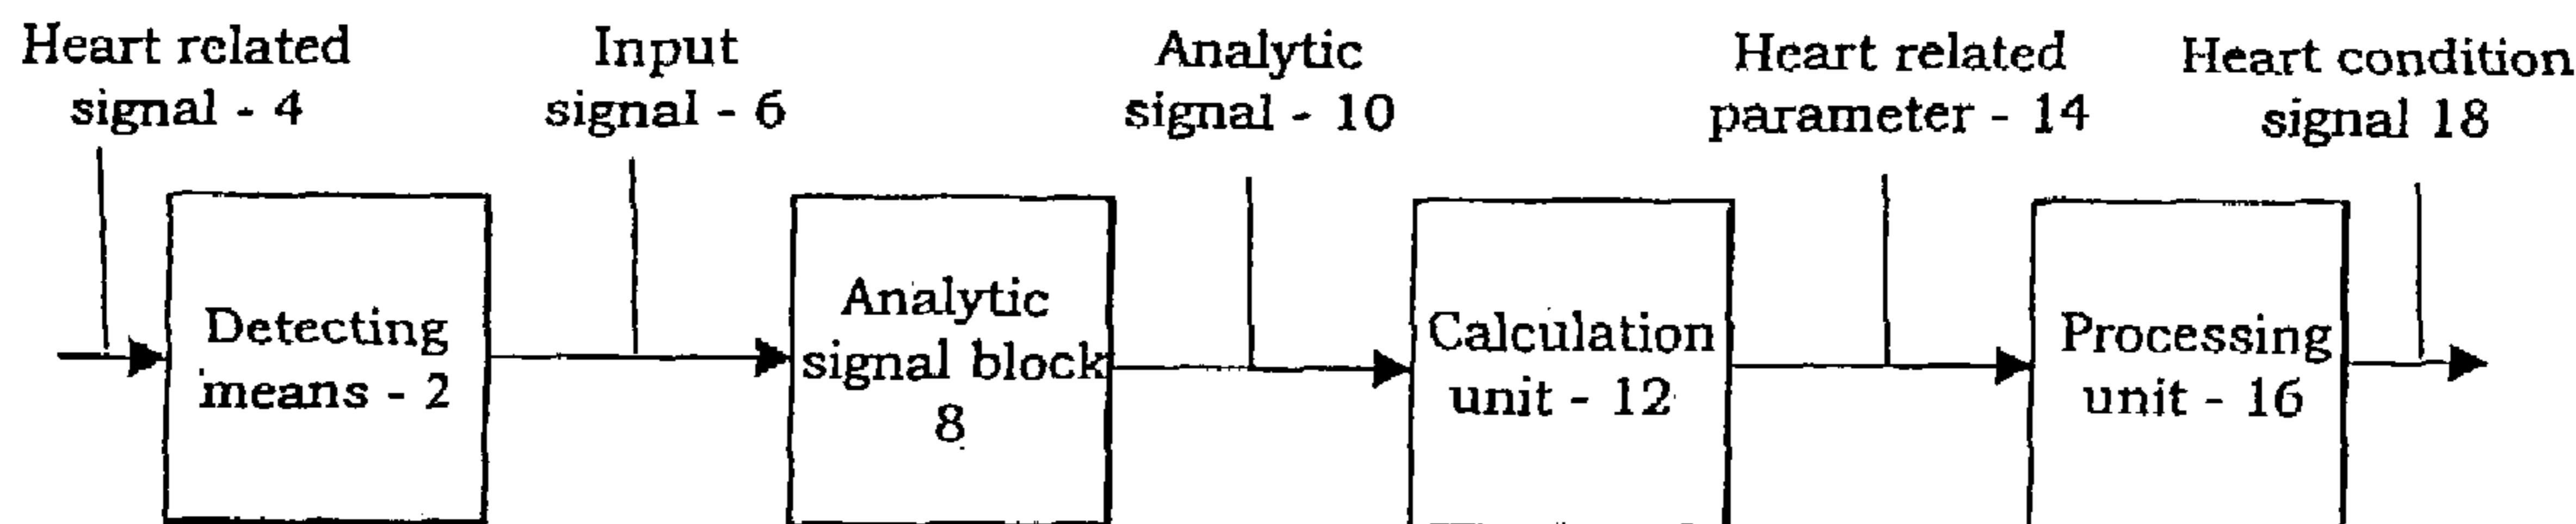 Heart related
signal - 4
Input
signal - 6
Analytic
signal - 10
Heart related
parameter - 14
Heart condition
signal 18
Detecting
means - 2
Analytic
signal block
8
Calculation
unit - 12
Processing
unit - 16